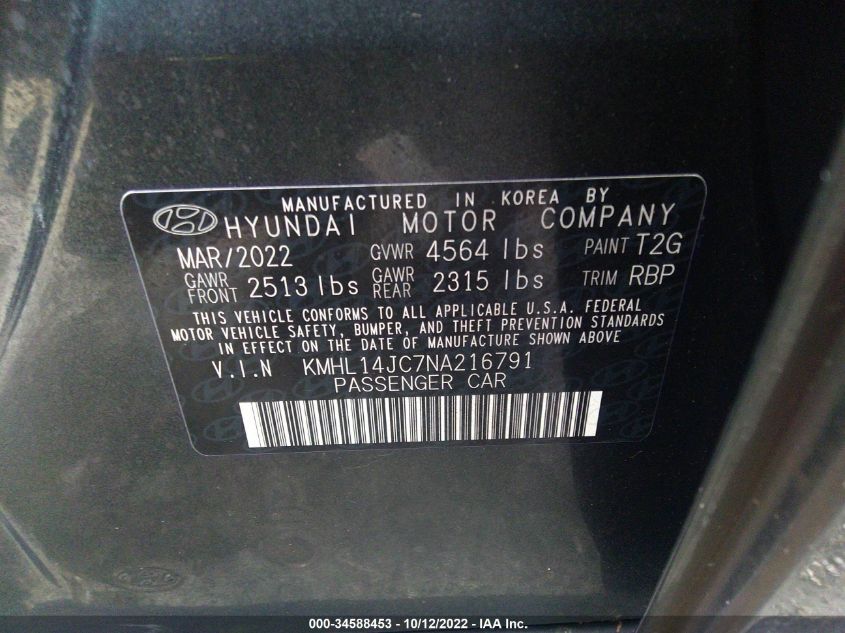 MANUFACTURED IN KOREA BY
HYUNDAI MOTOR COMPANY
MAR/2022 GVWR 4564 lbs PAINT T2G
GAWR FRONT 2513 lbs GAWR REAR 2315 lbs TRIM RBP
THIS VEHICLE CONFORMS TO ALL APPLICABLE U.S.A. FEDERAL
MOTOR VEHICLE SAFETY, BUMPER, AND THEFT PREVENTION STANDARDS
IN EFFECT ON THE DATE OF MANUFACTURE SHOWN ABOVE
V.I.N KMHL14JC7NA216791
PASSENGER CAR
000-34588453 - 10/12/2022 - IAA Inc.